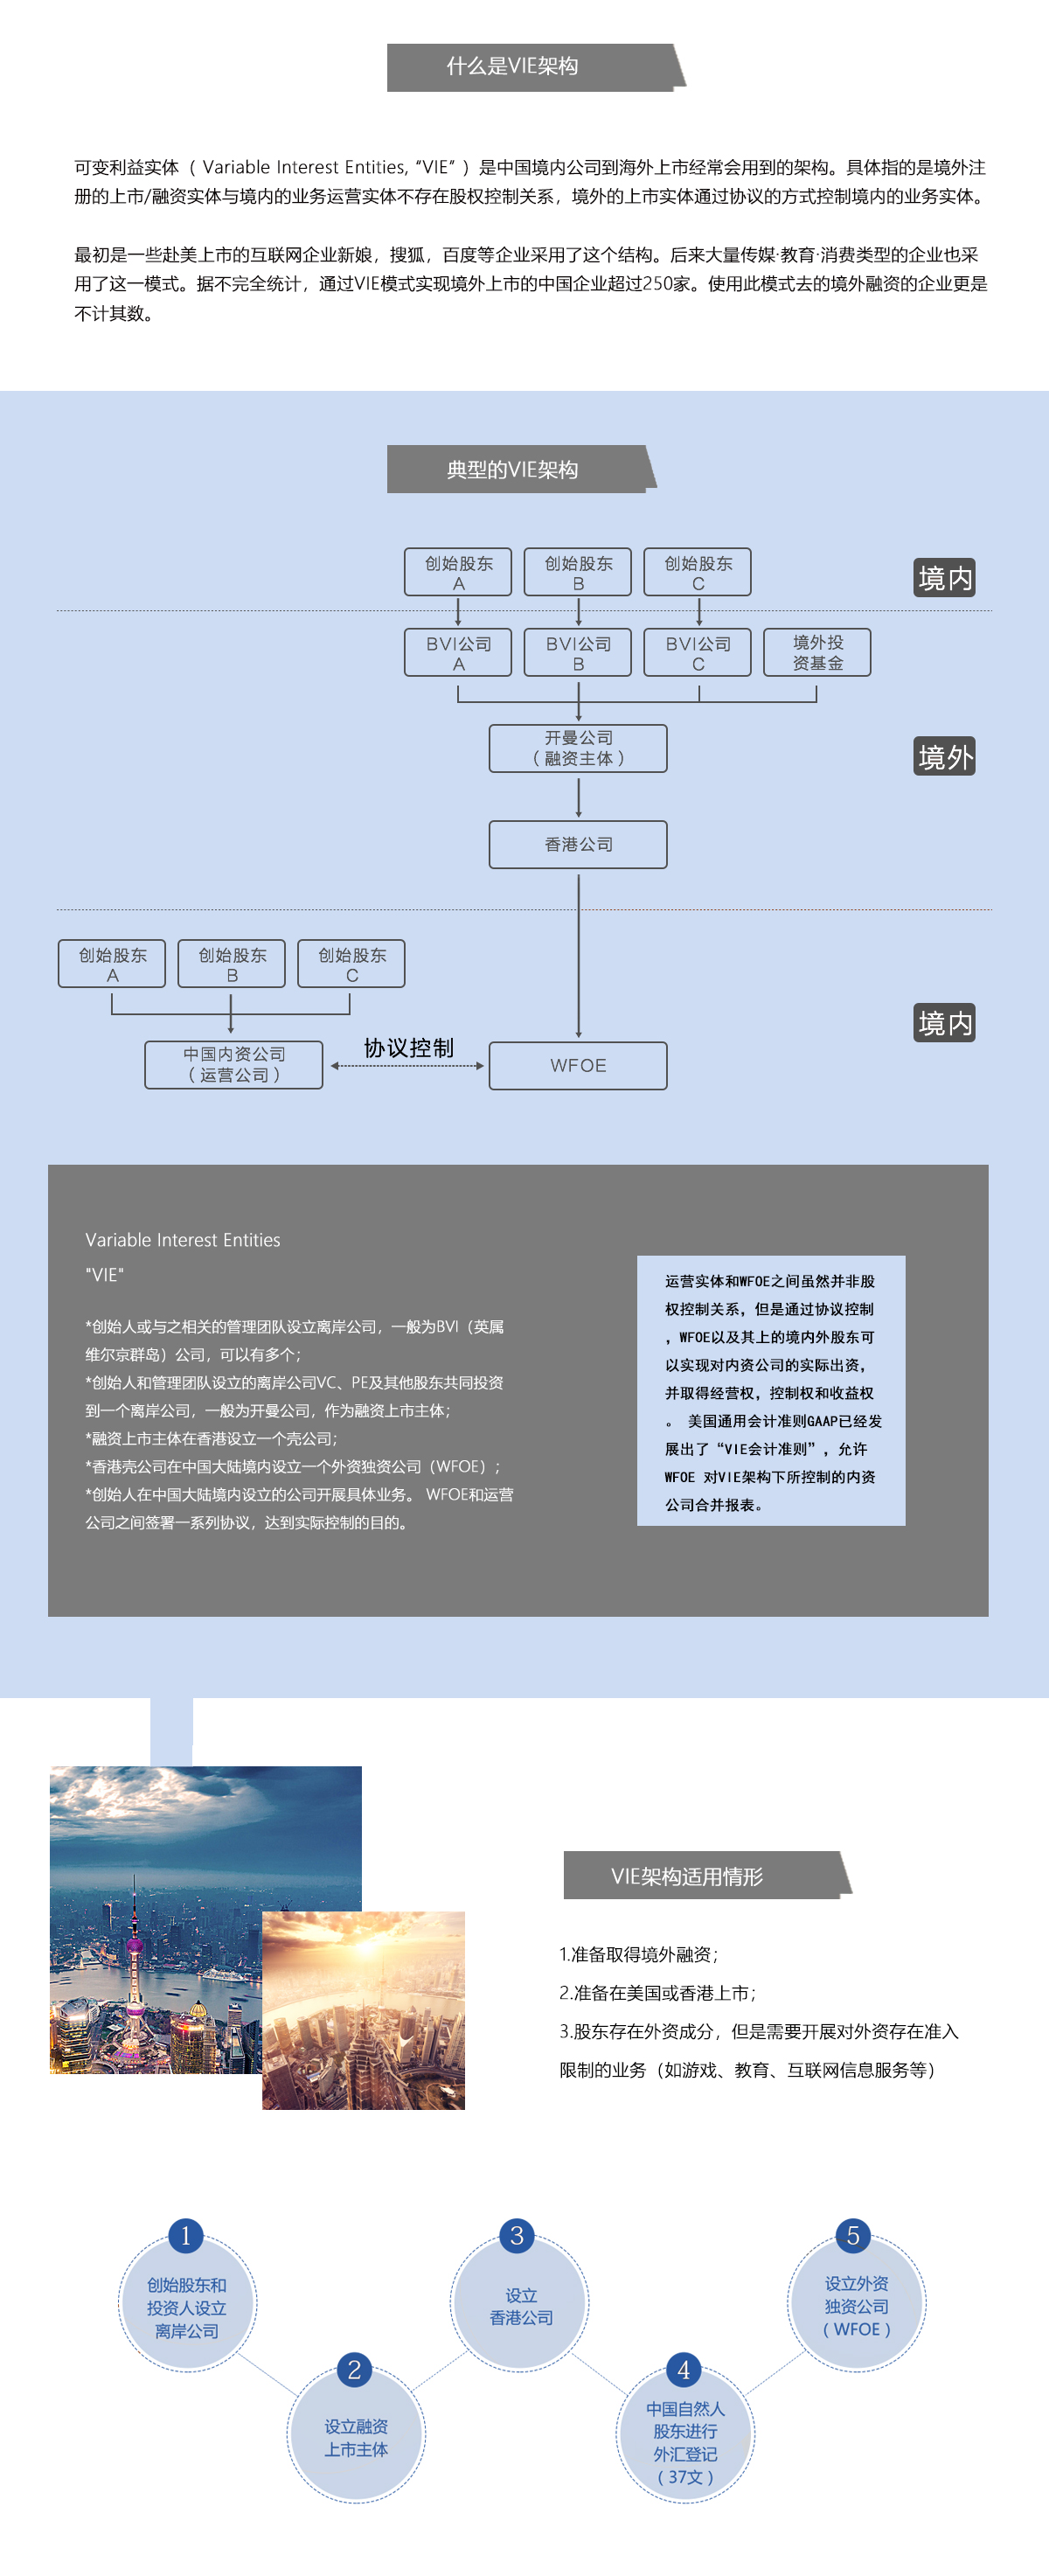 什么是VIE架构
可变利益实体（ Variable Interest Entities, “VIE” ）是中国境内公司到海外上市经常会用到的架构。具体指的是境外注
册的上市/融资实体与境内的业务运营实体不存在股权控制关系，境外的上市实体通过协议的方式控制境内的业务实体。
最初是一些赴美上市的互联网企业新娘，搜狐，百度等企业采用了这个结构。后来大量传媒·教育·消费类型的企业也采
用了这一模式。据不完全统计，通过VIE模式实现境外上市的中国企业超过250家。使用此模式去的境外融资的企业更是
不计其数。
典型的VIE架构
创始股东
A
创始股东
B
创始股东
C
境内
BVI公司
A
BVI公司
B
BVI公司
C
境外投
资基金
开曼公司
（融资主体）
境外
香港公司
创始股东
A
创始股东
B
创始股东
C
境内
中国内资公司
（运营公司）
协议控制
WFOE
Variable Interest Entities
"VIE"
*创始人或与之相关的管理团队设立离岸公司，一般为BVI（英属
维尔京群岛）公司，可以有多个；
*创始人和管理团队设立的离岸公司VC、PE及其他股东共同投资
到一个离岸公司，一般为开曼公司，作为融资上市主体；
*融资上市主体在香港设立一个壳公司；
*香港壳公司在中国大陆境内设立一个外资独资公司（WFOE）；
*创始人在中国大陆境内设立的公司开展具体业务。 WFOE和运营
公司之间签署一系列协议，达到实际控制的目的。
运营实体和WFOE之间虽然并非股
权控制关系，但是通过协议控制
，WFOE以及其上的境内外股东可
以实现对内资公司的实际出资，
并取得经营权，控制权和收益权
。 美国通用会计准则GAAP已经发
展出了“VIE会计准则”，允许
WFOE 对VIE架构下所控制的内资
公司合并报表。
VIE架构适用情形
1.准备取得境外融资；
2.准备在美国或香港上市；
3.股东存在外资成分，但是需要开展对外资存在准入
限制的业务（如游戏、教育、互联网信息服务等）
1
创始股东和
投资人设立
离岸公司
2
设立融资
上市主体
3
设立
香港公司
4
中国自然人
股东进行
外汇登记
（37文）
5
设立外资
独资公司
（WFOE）